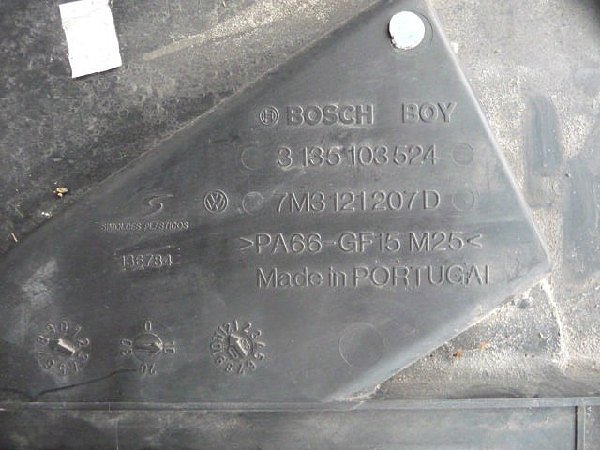 BOSCH BOY
3 135 103 524
7M3 121 207 D
SIMOLDES PLASTICOS
>PA66-GF15 M25<
136784
Made in PORTUGAL